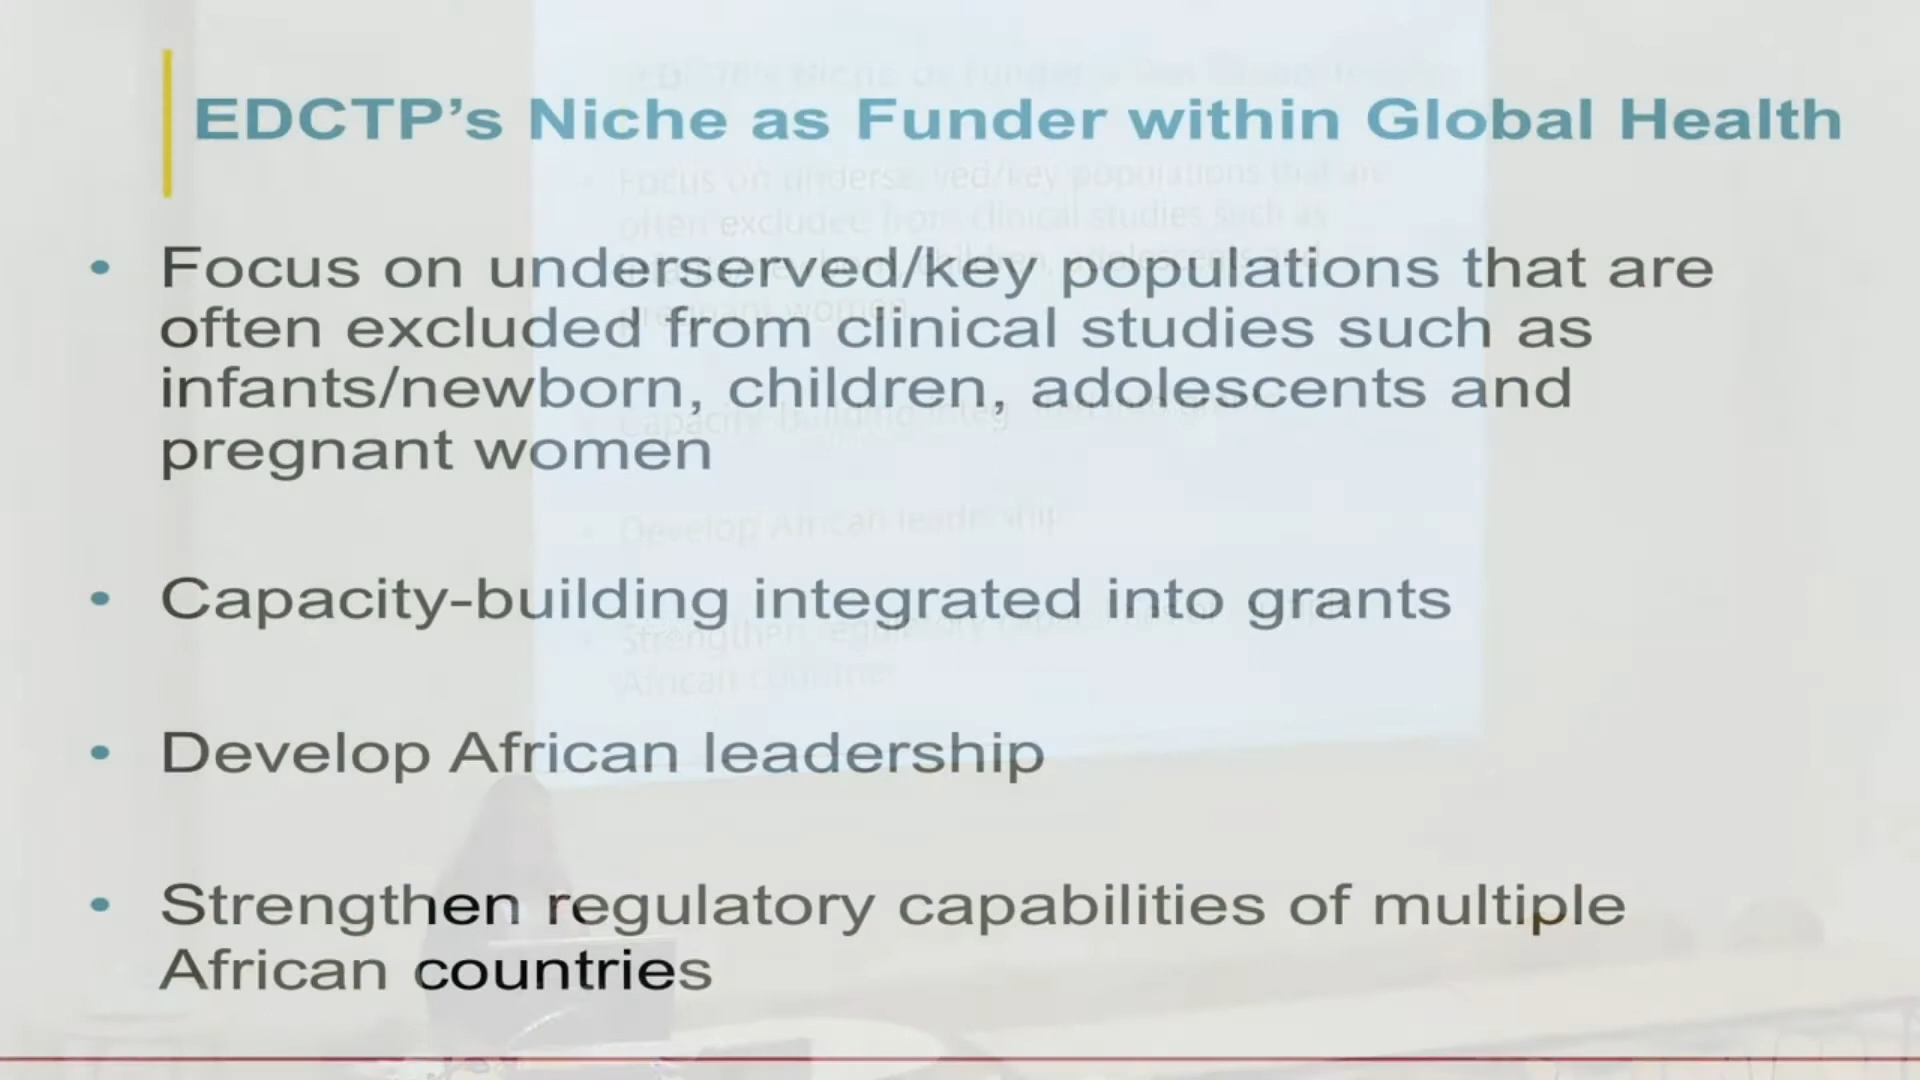 EDCTP's Niche as Funder within Global Health
• Focus on underserved/key populations that are
often excluded from clinical studies such as
infants/newborn, children, adolescents and
pregnant women
• Capacity-building integrated into grants
• Develop African leadership
• Strengthen regulatory capabilities of multiple
African countries